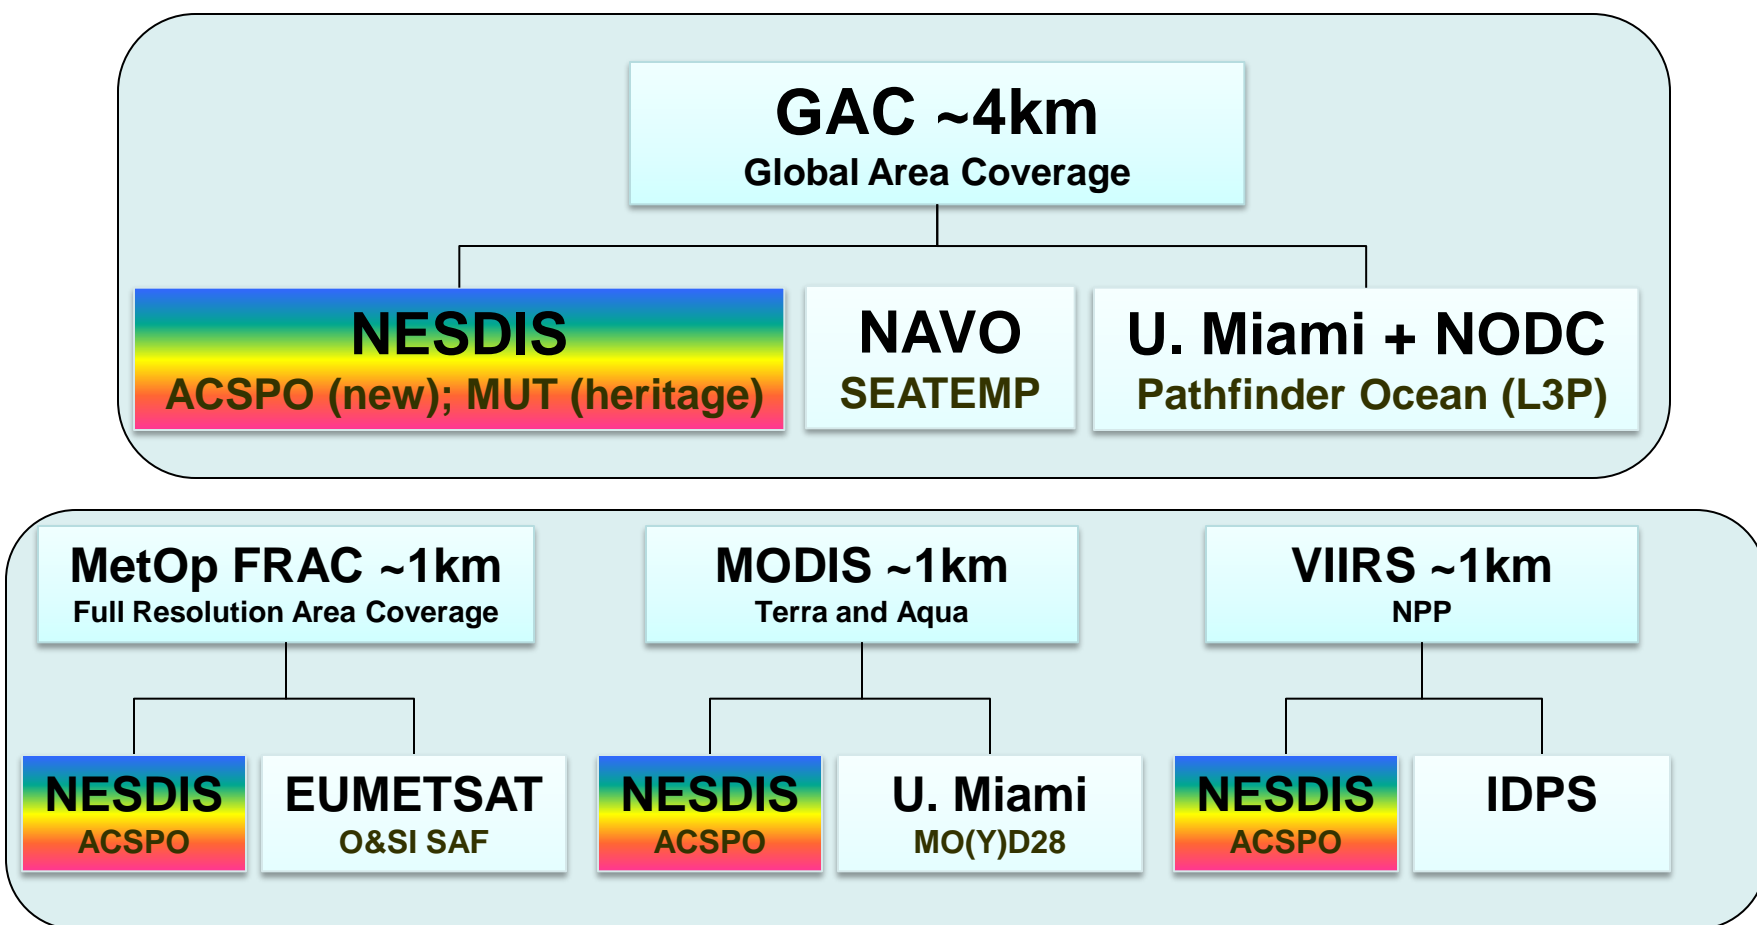 GAC ~4km
Global Area Coverage
NESDIS
ACSPO (new); MUT (heritage)
NAVO
SEATEMP
U. Miami + NODC
Pathfinder Ocean (L3P)
MetOp FRAC ~1km
Full Resolution Area Coverage
MODIS ~1km
Terra and Aqua
VIIRS ~1km
NPP
NESDIS
ACSPO
EUMETSAT
O&SI SAF
NESDIS
ACSPO
U. Miami
MO(Y)D28
NESDIS
ACSPO
IDPS